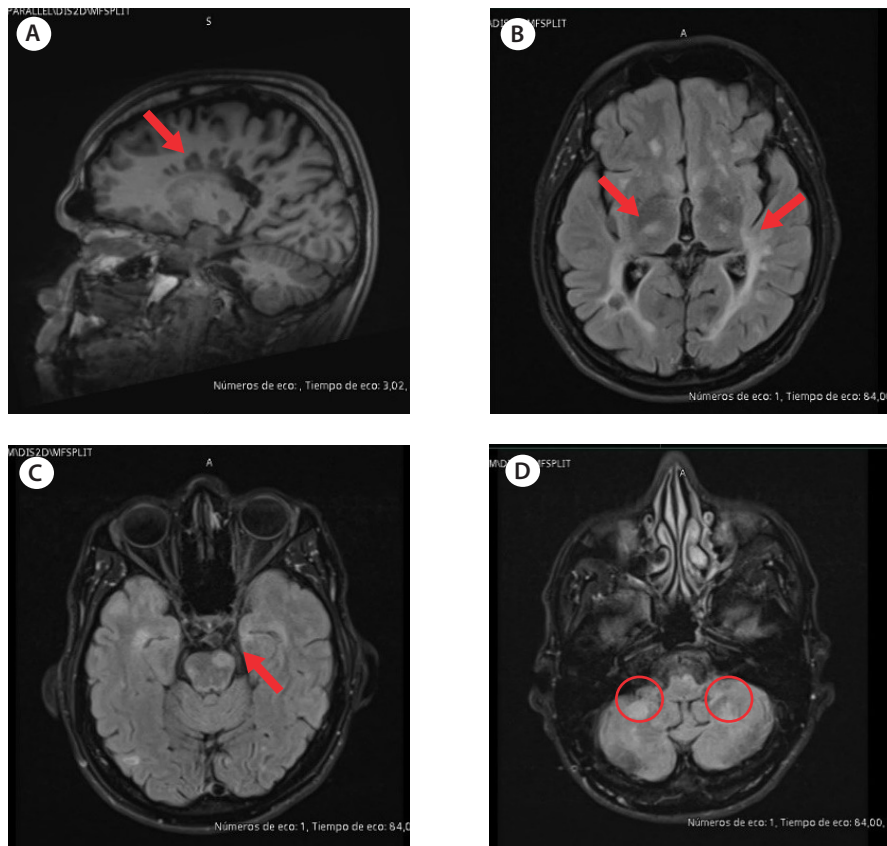 PARALLEL\DIS2D\MFSPLIT
A
S
Números de eco: , Tiempo de eco: 3,02,
B
MFSPLIT
A
Números de eco: 1, Tiempo de eco: 84,0
C
M\DIS2D\MFSPLIT
A
Números de eco: 1, Tiempo de eco: 84,0
D
MFSPLIT
A
Números de eco: 1, Tiempo de eco: 84,00,